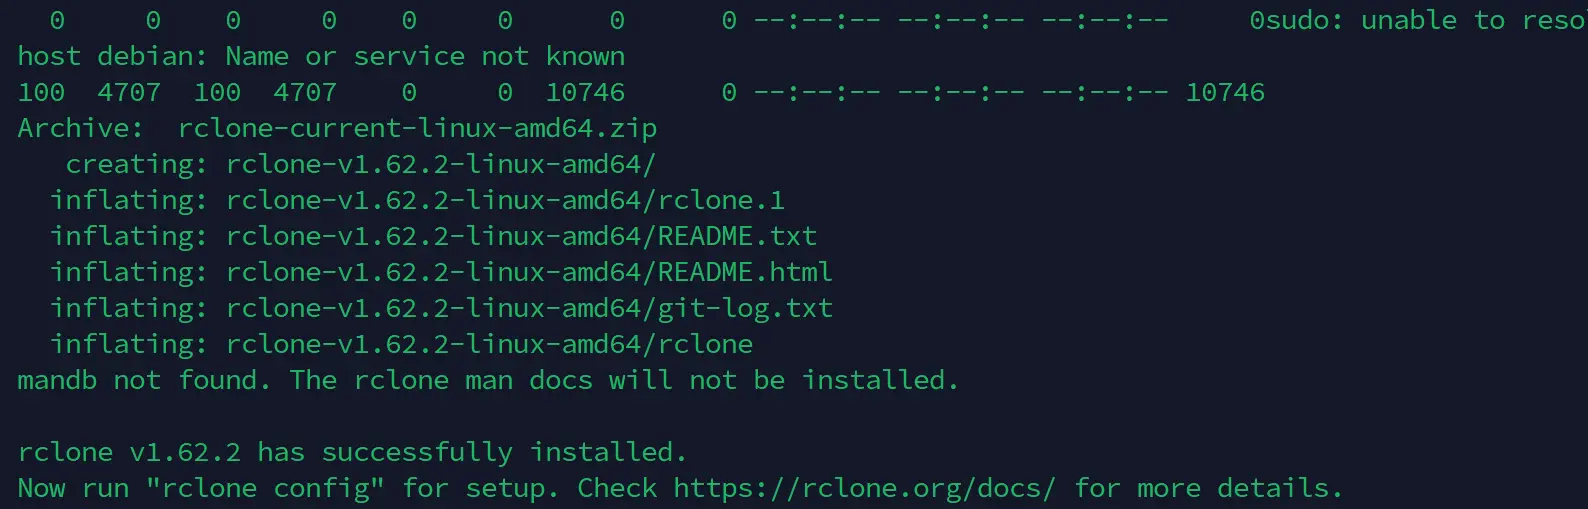 0 0 0 0 0 0 0 0 --:--:-- --:--:-- --:--:-- 0sudo: unable to
host debian: Name or service not known
100 4707 100 4707 0 0 10746 0 --:--:-- --:--:-- --:--:-- 10746
Archive: rclone-current-linux-amd64.zip
creating: rclone-v1.62.2-linux-amd64/
inflating: rclone-v1.62.2-linux-amd64/rclone.1
inflating: rclone-v1.62.2-linux-amd64/README.txt
inflating: rclone-v1.62.2-linux-amd64/README.html
inflating: rclone-v1.62.2-linux-amd64/git-log.txt
inflating: rclone-v1.62.2-linux-amd64/rclone
mandb not found. The rclone man docs will not be installed.
rclone v1.62.2 has successfully installed.
Now run "rclone config" for setup. Check https://rclone.org/docs/ for more details.